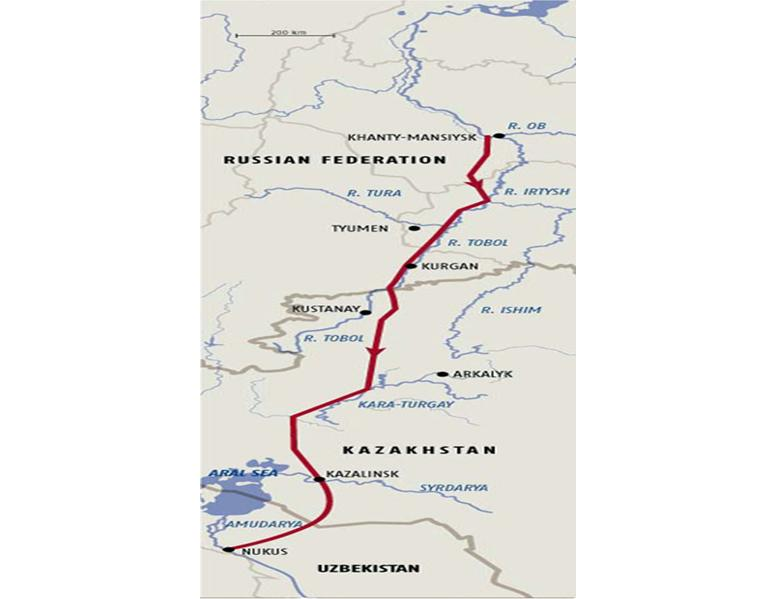 200 km
KHANTY-MANSIYSK
R. OB
RUSSIAN FEDERATION
R. TURA
R. IRTYSH
TYUMEN
R. TOBOL
KURGAN
KUSTANAY
R. ISHIM
R. TOBOL
ARKALYK
KARA-TURGAY
KAZAKHSTAN
ARAL SEA
KAZALINSK
SYRDARYA
AMUDARYA
NUKUS
UZBEKISTAN